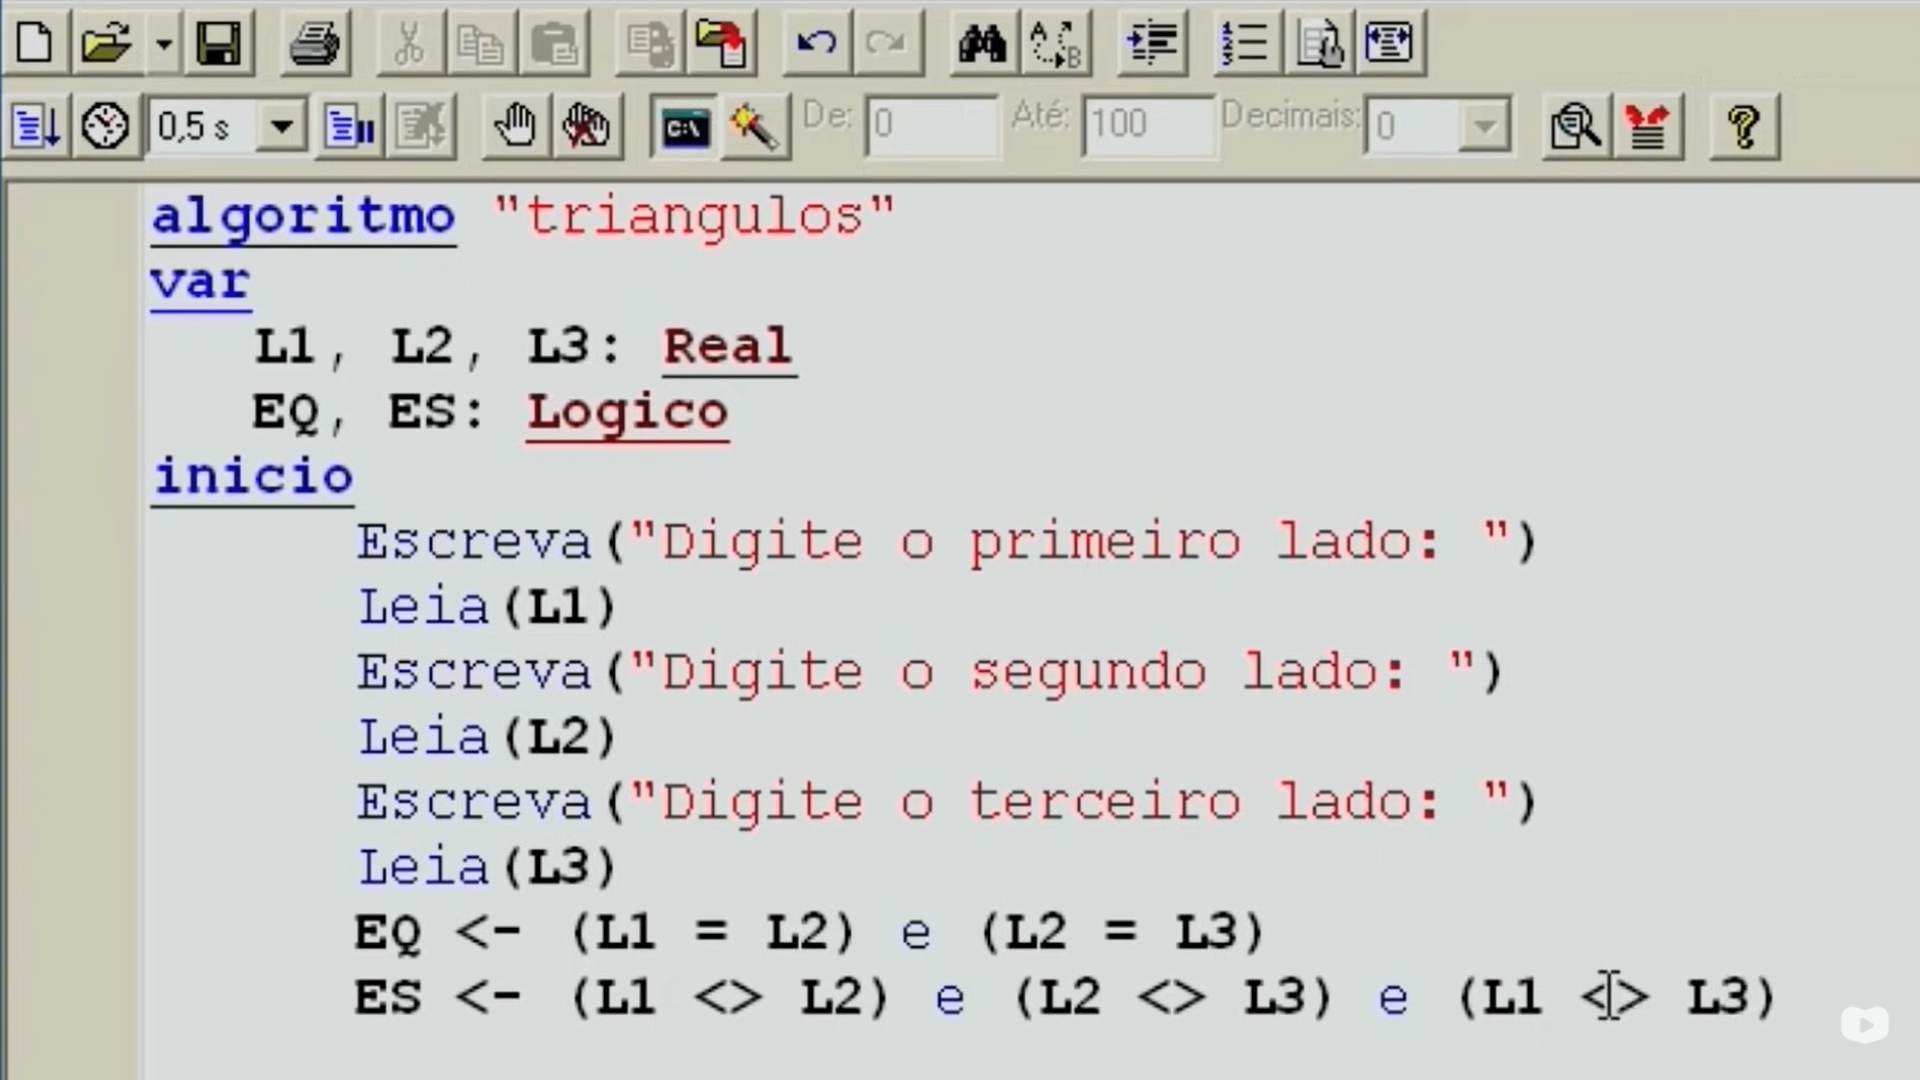 0,5 s De: 0 Até: 100 Decimais: 0
algoritmo "triangulos"
var
L1, L2, L3: Real
EQ, ES: Logico
inicio
Escreva("Digite o primeiro lado: ")
Leia(L1)
Escreva("Digite o segundo lado: ")
Leia(L2)
Escreva("Digite o terceiro lado: ")
Leia(L3)
EQ <- (L1 = L2) e (L2 = L3)
ES <- (L1 <> L2) e (L2 <> L3) e (L1 <> L3)